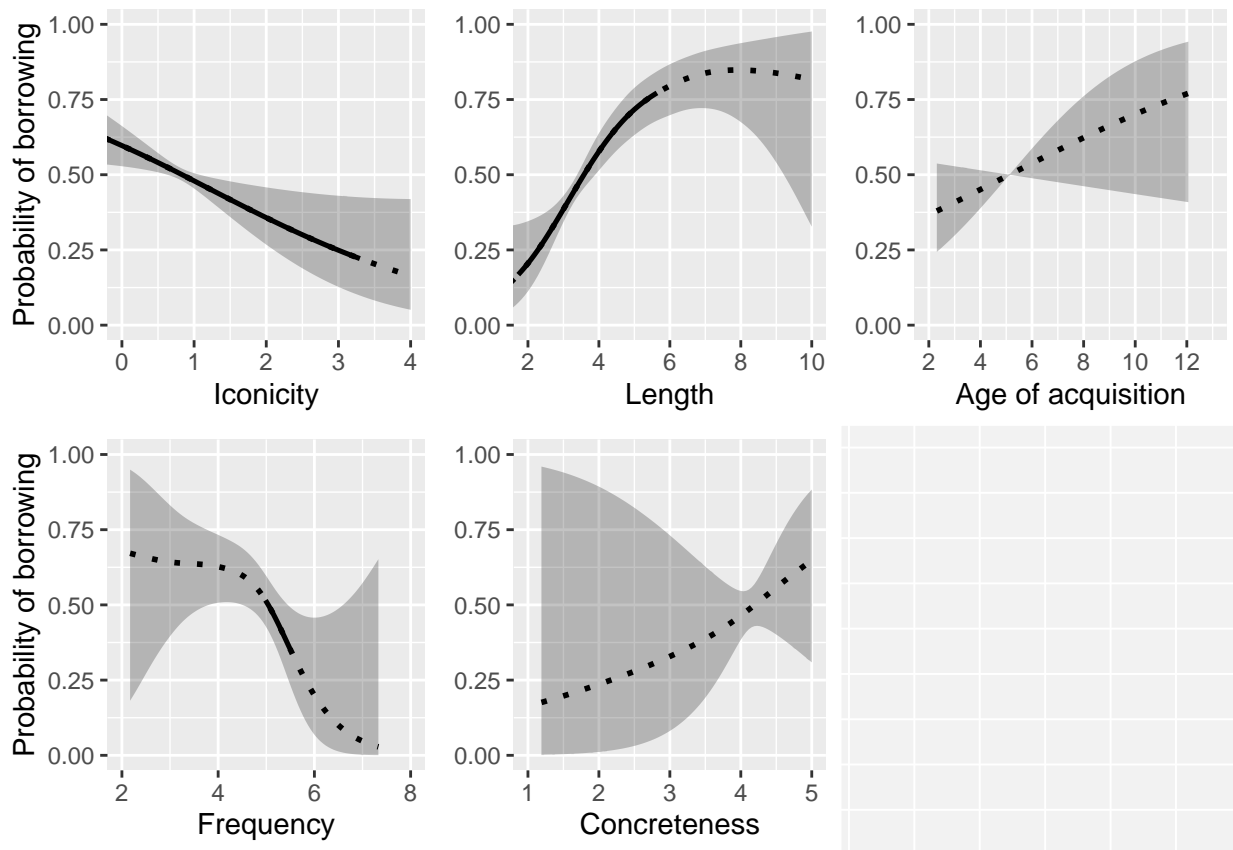 Probability of borrowing
1.00
0.75
0.50
0.25
0.00
0 1 2 3 4
Iconicity
1.00
0.75
0.50
0.25
0.00
2 4 6 8 10
Length
1.00
0.75
0.50
0.25
0.00
2 4 6 8 10 12
Age of acquisition
Probability of borrowing
1.00
0.75
0.50
0.25
0.00
2 4 6 8
Frequency
1.00
0.75
0.50
0.25
0.00
1 2 3 4 5
Concreteness